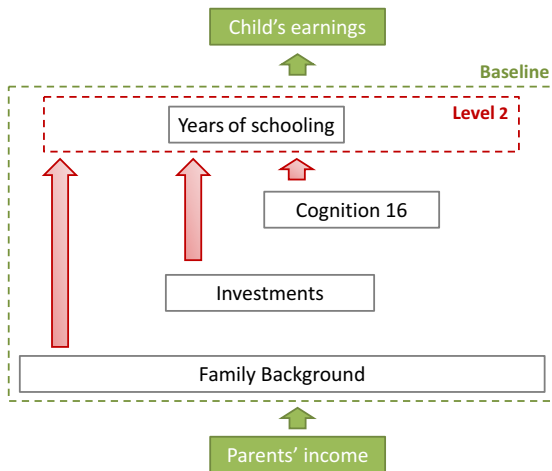 Child's earnings
Baseline
Level 2
Years of schooling
Cognition 16
Investments
Family Background
Parents' income